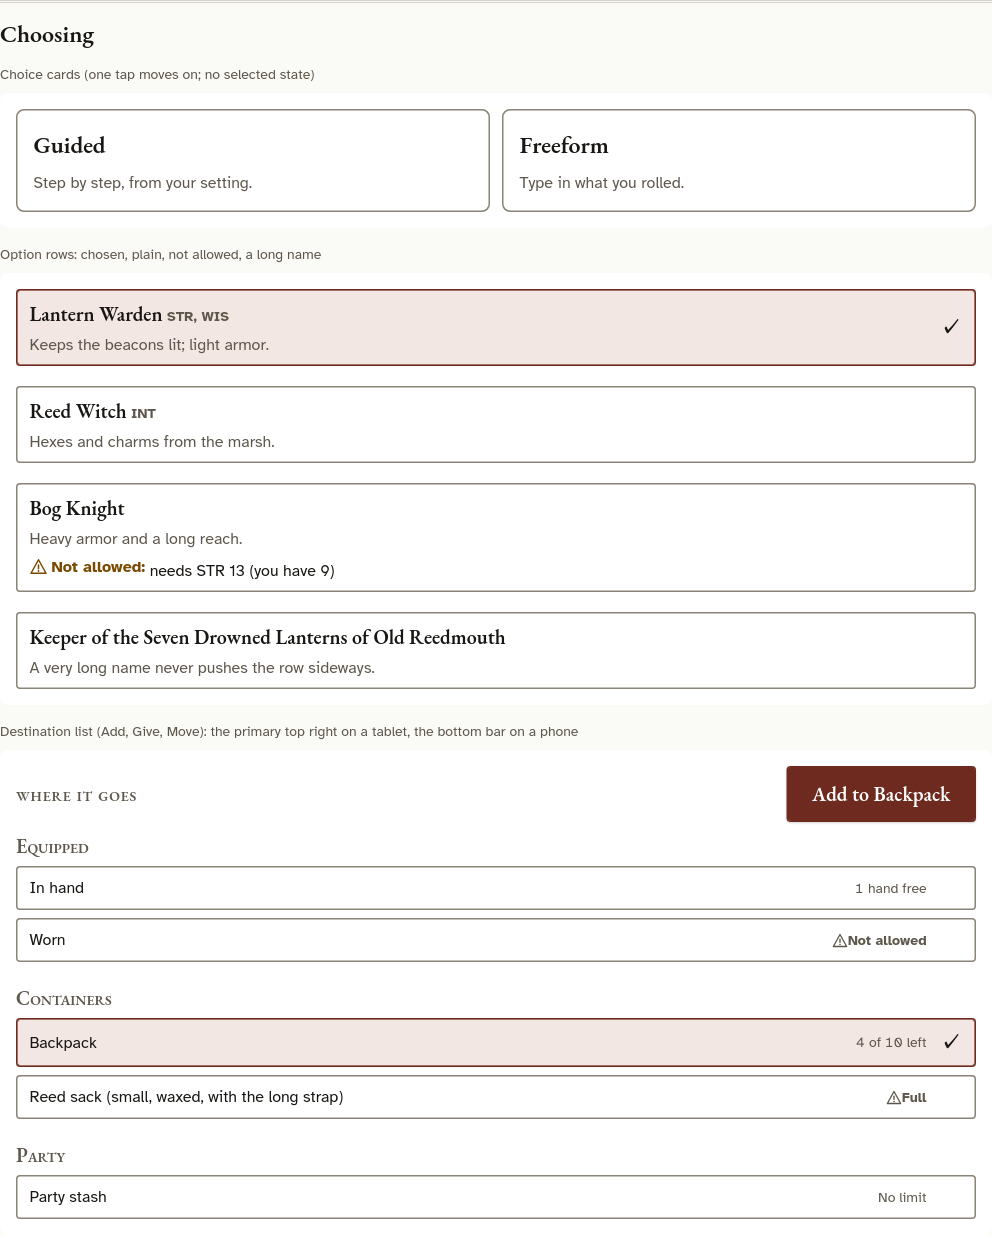 Choosing
Choice cards (one tap moves on; no selected state)
Guided
Step by step, from your setting.
Freeform
Type in what you rolled.
Option rows: chosen, plain, not allowed, a long name
Lantern Warden STR, WIS
✓
Keeps the beacons lit; light armor.
Reed Witch INT
Hexes and charms from the marsh.
Bog Knight
Heavy armor and a long reach.
⚠ Not allowed: needs STR 13 (you have 9)
Keeper of the Seven Drowned Lanterns of Old Reedmouth
A very long name never pushes the row sideways.
Destination list (Add, Give, Move): the primary top right on a tablet, the bottom bar on a phone
WHERE IT GOES
Add to Backpack
Equipped
In hand 1 hand free
Worn ⚠Not allowed
Containers
Backpack 4 of 10 left ✓
Reed sack (small, waxed, with the long strap) ⚠Full
Party
Party stash No limit